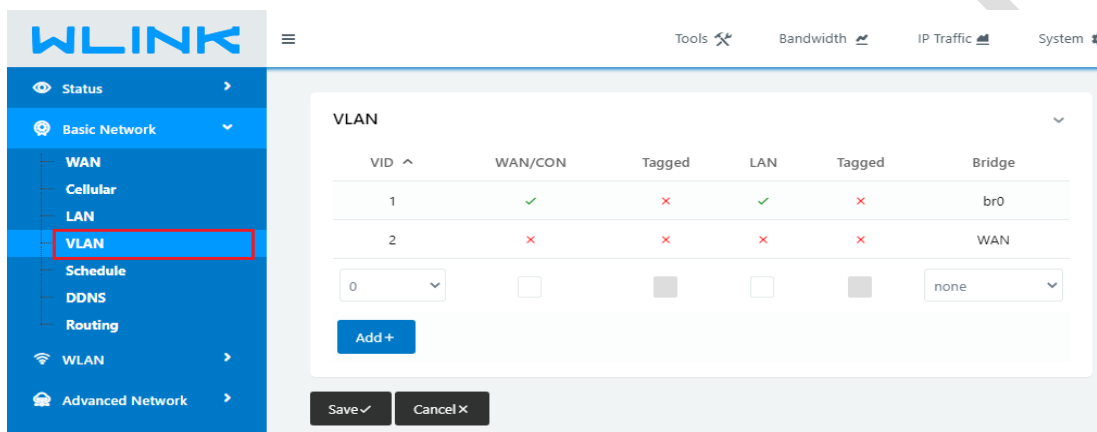 WLINK
Tools Bandwidth IP Traffic System
Status
Basic Network
WAN
Cellular
LAN
VLAN
Schedule
DDNS
Routing
WLAN
Advanced Network
VLAN
VID WAN/CON Tagged LAN Tagged Bridge
1 ✓ × ✓ × br0
2 × × × × WAN
0 none
Add+
Save✓ Cancel×